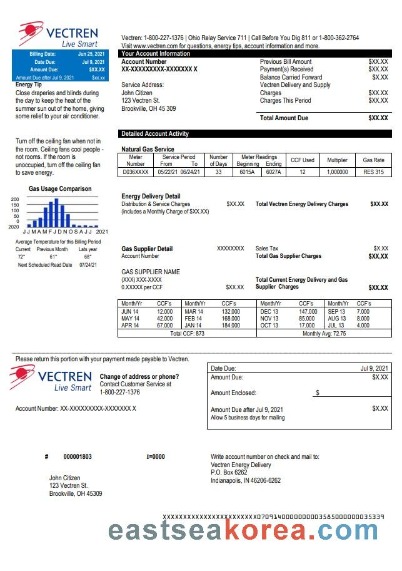 VECTREN
Live Smart
Vectren: 1-800-227-1376 | Ohio Relay Service 711 | Call Before You Dig 811 or 1-800-362-2764
Visit www.vectren.com for questions, energy tips, account information and more.
Billing Date: Jun 25, 2021
Date Due: Jul 9, 2021
Amount Due: $XX.XX
Amount Due after Jul 9, 2021 $xx.xx
Your Account Information
Account Number
XX-XXXXXXXXX-XXXXXXX X
Service Address:
John Citizen
123 Vectren St.
Brookville, OH 45 309
Previous Bill Amount $XX.XX
Payment(s) Received $XX.XX
Balance Carried Forward $X.XX
Vectren Delivery and Supply
Charges $XX.XX
Charges This Period $XX.XX
Total Amount Due $XX.XX
Energy Tip
Close draperies and blinds during
the day to keep the heat of the
summer sun out of the home, giving
some relief to your air conditioner.
Turn off the ceiling fan when not in
the room. Ceiling fans cool people -
not rooms. If the room is
unoccupied, turn off the ceiling fan
to save energy.
Detailed Account Activity
Natural Gas Service
Meter Number Service Period From To Number of Days Meter Readings Beginning Ending CCF Used Multiplier Gas Rate
D036XXXX 05/22/21 06/24/21 33 6015A 6027A 12 1,000000 RES 315
Gas Usage Comparison
200
150
100
50
0
J J M A M F J D N O S A J J
2020 2021
Average Temperature for this Billing Period
Current Previous Month Late year
72° 61° 68°
Next Scheduled Read Date 07/24/21
Energy Delivery Detail
Distribution & Service Charges $XX.XX
(Includes a Monthly Charge of $XX.XX)
Total Vectren Energy Delivery Charges $XX.XX
Gas Supplier Detail XXXXXXXX
Account Number
Sales Tax $X.XX
Total Gas Supplier Charges $XX.XX
GAS SUPPLIER NAME
(XXX) XXX-XXXX
0.XXXXX per CCF $XX.XX
Total Current Energy Delivery and Gas
Supplier Charges $XX.XX
Month/Yr CCF's Month/Yr CCF's Month/Yr CCF's Month/Yr CCF's
JUN 14 12.000 MAR 14 132.000 DEC 13 147.000 SEP 13 7.000
MAY 14 42.000 FEB 14 168.000 NOV 13 85.000 AUG 13 8.000
APR 14 67.000 JAN 14 184.000 OCT 13 17.000 JUL 13 4.000
Total CCF: 873 Monthly Avg: 72.75
Please return this portion with your payment made payable to Vectren.
VECTREN
Live Smart
Change of address or phone?
Contact Customer Service at
1-800-227-1376
Account Number: XX-XXXXXXXXX-XXXXXXX X
Date Due: Jul 9, 2021
Amount Due: $X.XX
Amount Enclosed: $
Amount Due after Jul 9, 2021 $X.XX
Allow 5 business days for mailing
# 000001803 I=0000
John Citizen
123 Vectren St.
Brookville, OH 45309
Write account number on check and mail to:
Vectren Energy Delivery
P.O. Box 6262
Indianapolis, IN 46206-6262
eastseakorea.com